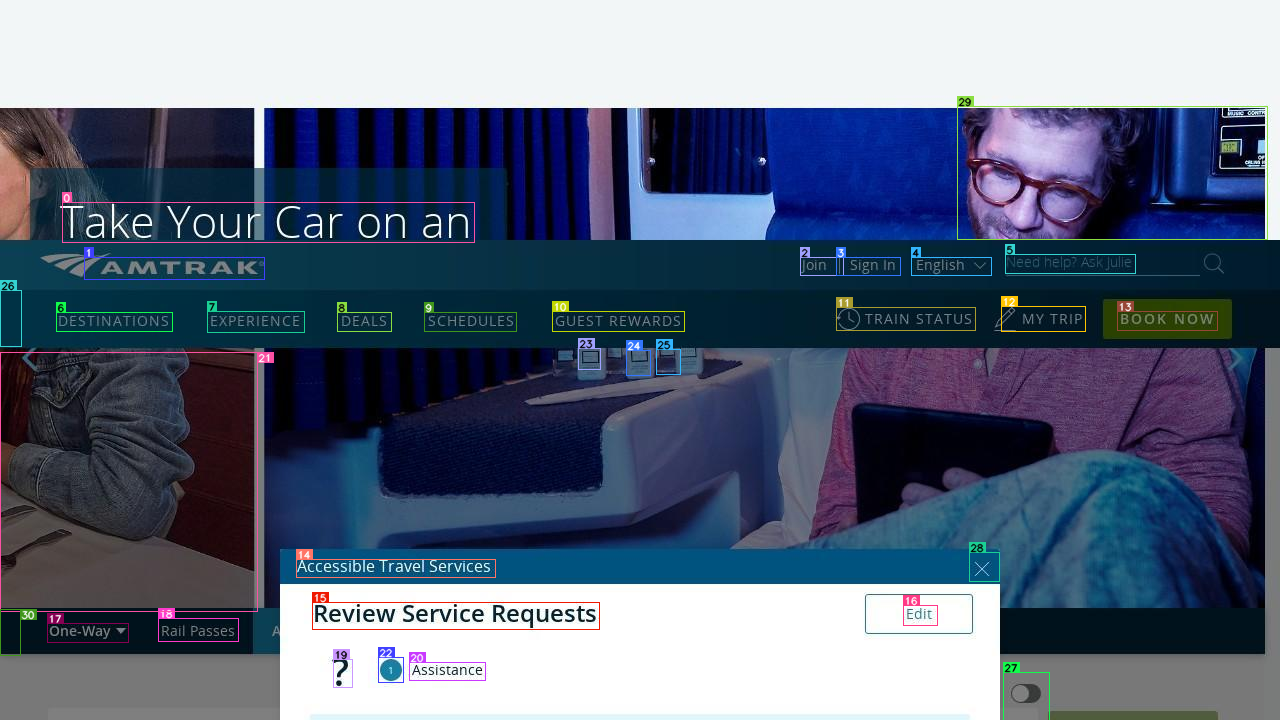 Take Your Car on an
AMTRAK
Join
Sign In
English
Need help? Ask Julie
DESTINATIONS
EXPERIENCE
DEALS
SCHEDULES
GUEST REWARDS
TRAIN STATUS
MY TRIP
BOOK NOW
Accessible Travel Services
Review Service Requests
Edit
One-Way
Rail Passes
?
1
Assistance
0
1
2
3
4
5
6
7
8
9
10
11
12
13
14
15
16
17
18
19
20
21
22
23
24
25
26
27
28
29
30